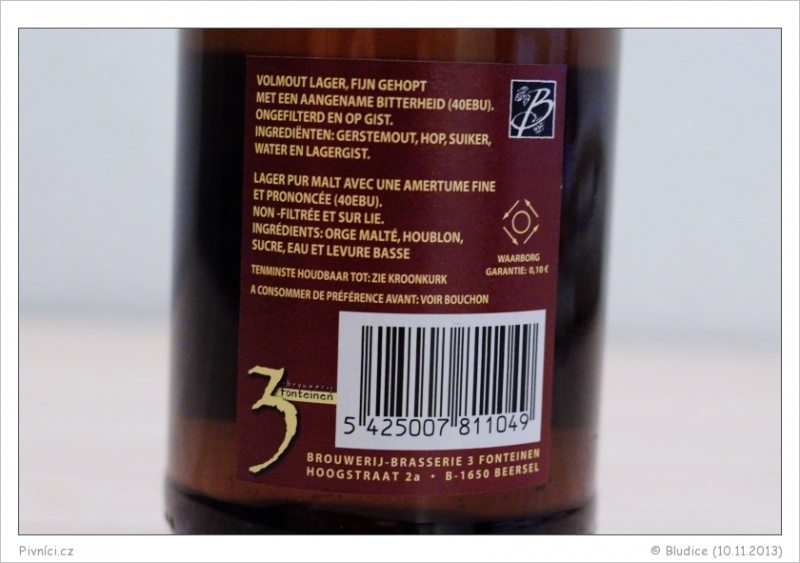 VOLMOUT LAGER, FIJN GEHOPT
MET EEN AANGENAME BITTERHEID (40EBU).
ONGEFILTERD EN OP GIST.
INGREDIËNTEN: GERSTEMOUT, HOP, SUIKER,
WATER EN LAGERGIST.
B
LAGER PUR MALT AVEC UNE AMERTUME FINE
ET PRONONCÉE (40EBU).
NON -FILTRÉE ET SUR LIE.
INGRÉDIENTS: ORGE MALTÉ, HOUBLON,
SUCRE, EAU ET LEVURE BASSE
WAARBORG
GARANTIE: 0,10 €
TENMINSTE HOUDBAAR TOT: ZIE KROONKURK
A CONSOMMER DE PRÉFÉRENCE AVANT: VOIR BOUCHON
3
brouwerij
fonteinen
5 425007 811049
BROUWERIJ-BRASSERIE 3 FONTEINEN
HOOGSTRAAT 2a • B-1650 BEERSEL
Pivníci.cz
© Bludice (10.11.2013)